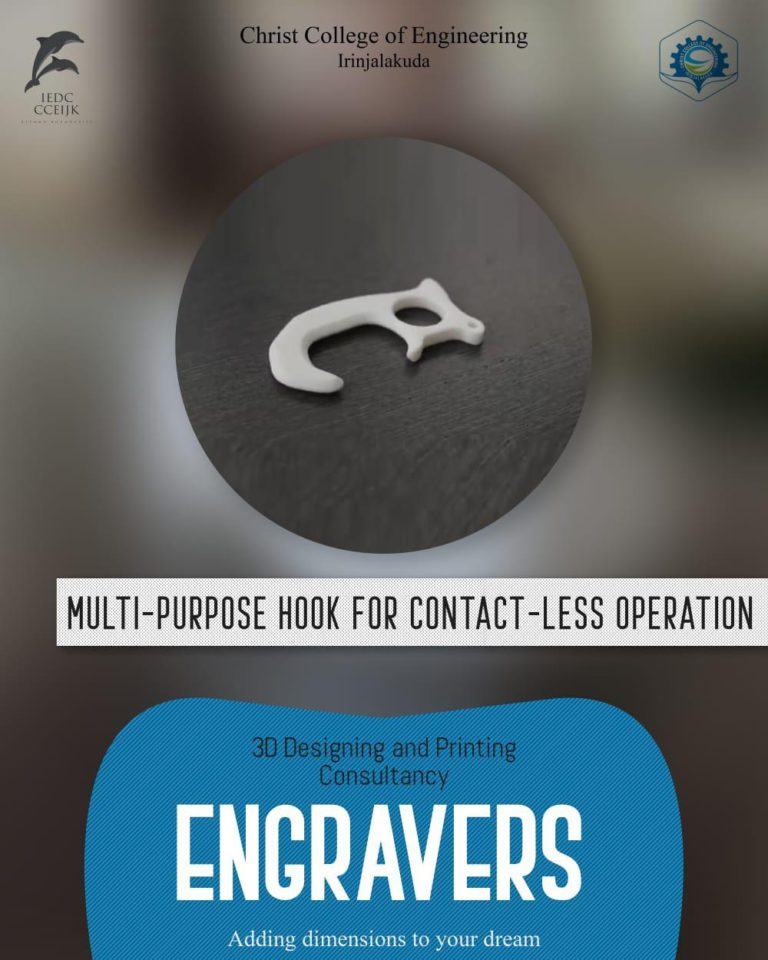 Christ College of Engineering
Irinjalakuda
IEDC
CCEIJK
MULTI-PURPOSE HOOK FOR CONTACT-LESS OPERATION
3D Designing and Printing
Consultancy
ENGRAVERS
Adding dimensions to your dream